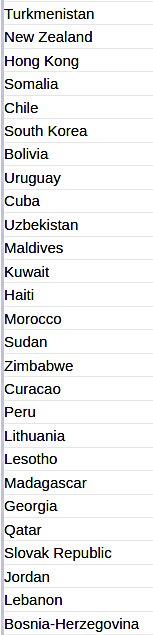 Turkmenistan
New Zealand
Hong Kong
Somalia
Chile
South Korea
Bolivia
Uruguay
Cuba
Uzbekistan
Maldives
Kuwait
Haiti
Morocco
Sudan
Zimbabwe
Curacao
Peru
Lithuania
Lesotho
Madagascar
Georgia
Qatar
Slovak Republic
Jordan
Lebanon
Bosnia-Herzegovina